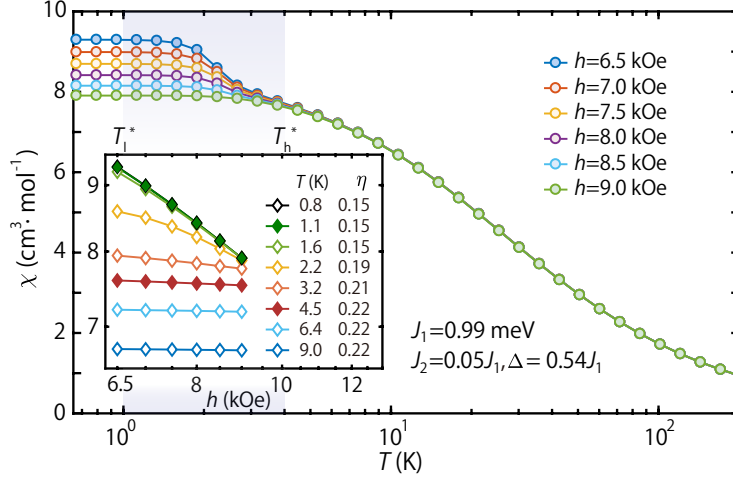 10
8
6
4
2
0
χ (cm³· mol⁻¹)
h=6.5 kOe
h=7.0 kOe
h=7.5 kOe
h=8.0 kOe
h=8.5 kOe
h=9.0 kOe
T_l^* T_h^*
9
8
7
T (K) η
0.8 0.15
1.1 0.15
1.6 0.15
2.2 0.19
3.2 0.21
4.5 0.22
6.4 0.22
9.0 0.22
6.5 8 10 12
h (kOe)
J₁=0.99 meV
J₂=0.05J₁,Δ= 0.54J₁
10⁰ 10¹ 10²
T (K)